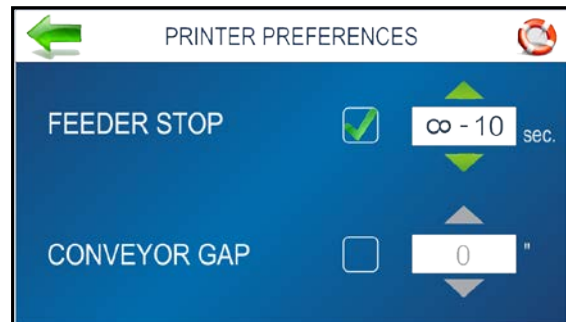 PRINTER PREFERENCES
FEEDER STOP ∞ - 10 sec.
CONVEYOR GAP 0 "